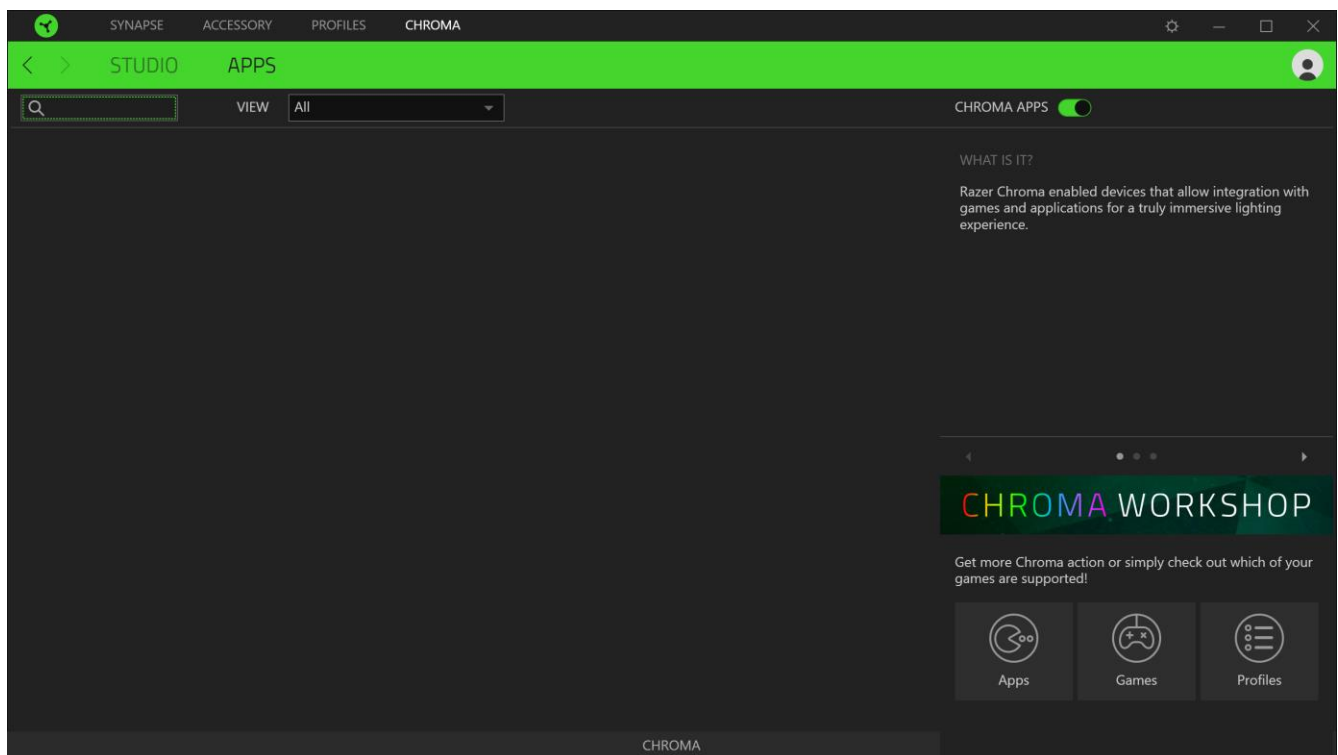 SYNAPSE ACCESSORY PROFILES CHROMA
STUDIO APPS
VIEW All CHROMA APPS
WHAT IS IT?
Razer Chroma enabled devices that allow integration with
games and applications for a truly immersive lighting
experience.
CHROMA WORKSHOP
Get more Chroma action or simply check out which of your
games are supported!
Apps Games Profiles
CHROMA